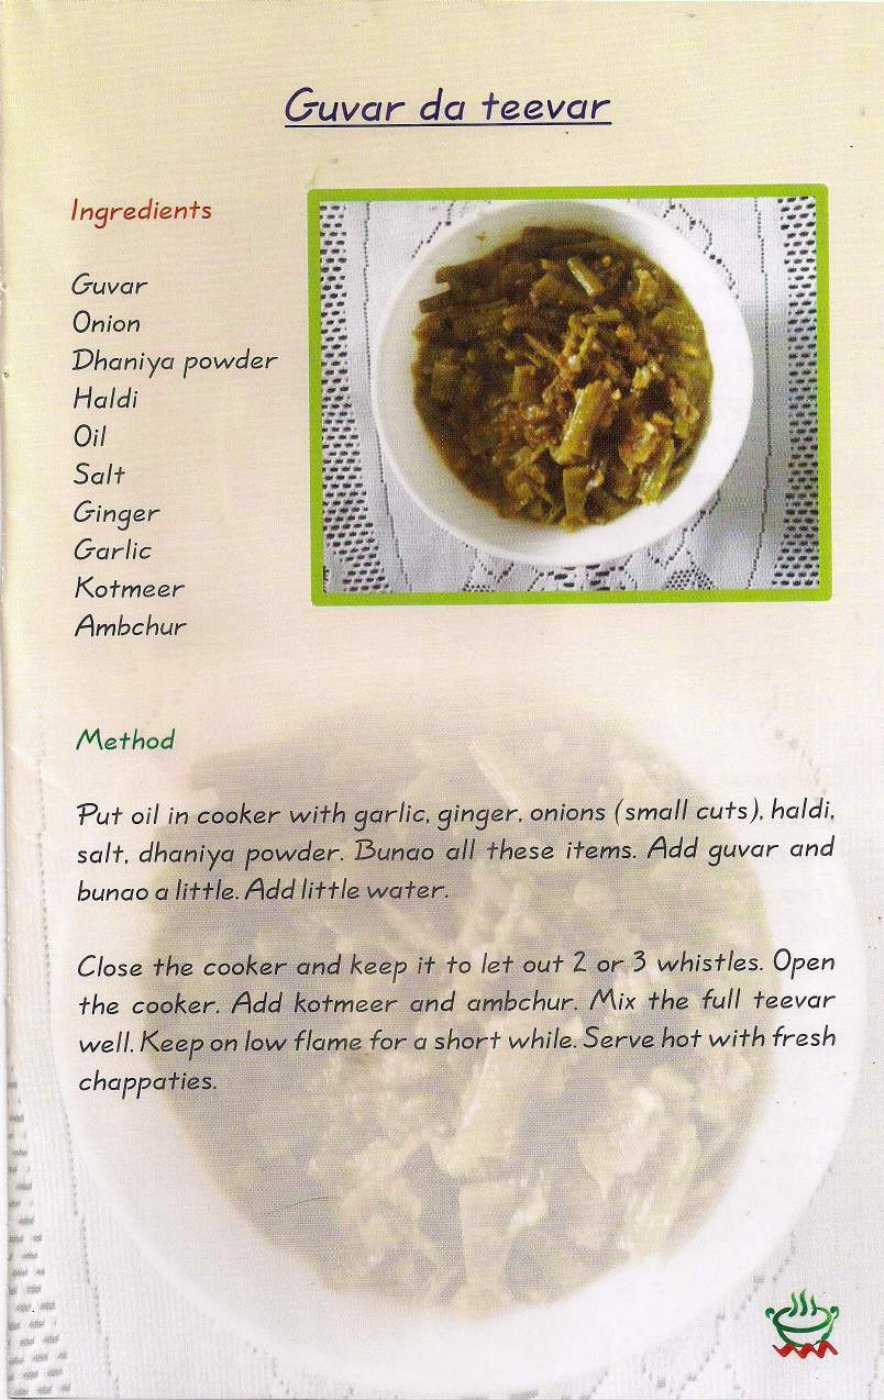 Guvar da teevar
Ingredients
Guvar
Onion
Dhaniya powder
Haldi
Oil
Salt
Ginger
Garlic
Kotmeer
Ambchur
Method
Put oil in cooker with garlic, ginger, onions (small cuts), haldi,
salt, dhaniya powder. Bunao all these items. Add guvar and
bunao a little. Add little water.
Close the cooker and keep it to let out 2 or 3 whistles. Open
the cooker. Add kotmeer and ambchur. Mix the full teevar
well. Keep on low flame for a short while. Serve hot with fresh
chappaties.